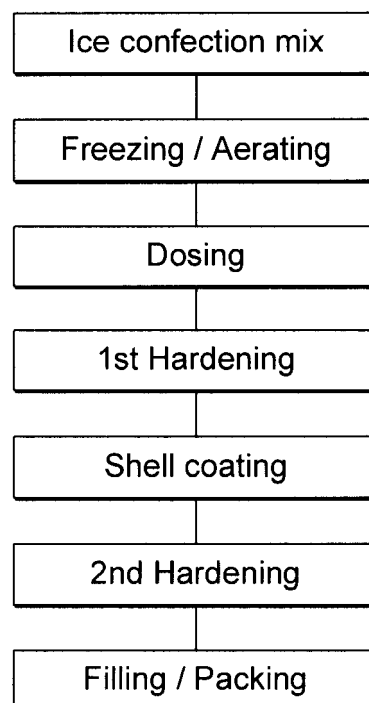 Ice confection mix
Freezing / Aerating
Dosing
1st Hardening
Shell coating
2nd Hardening
Filling / Packing